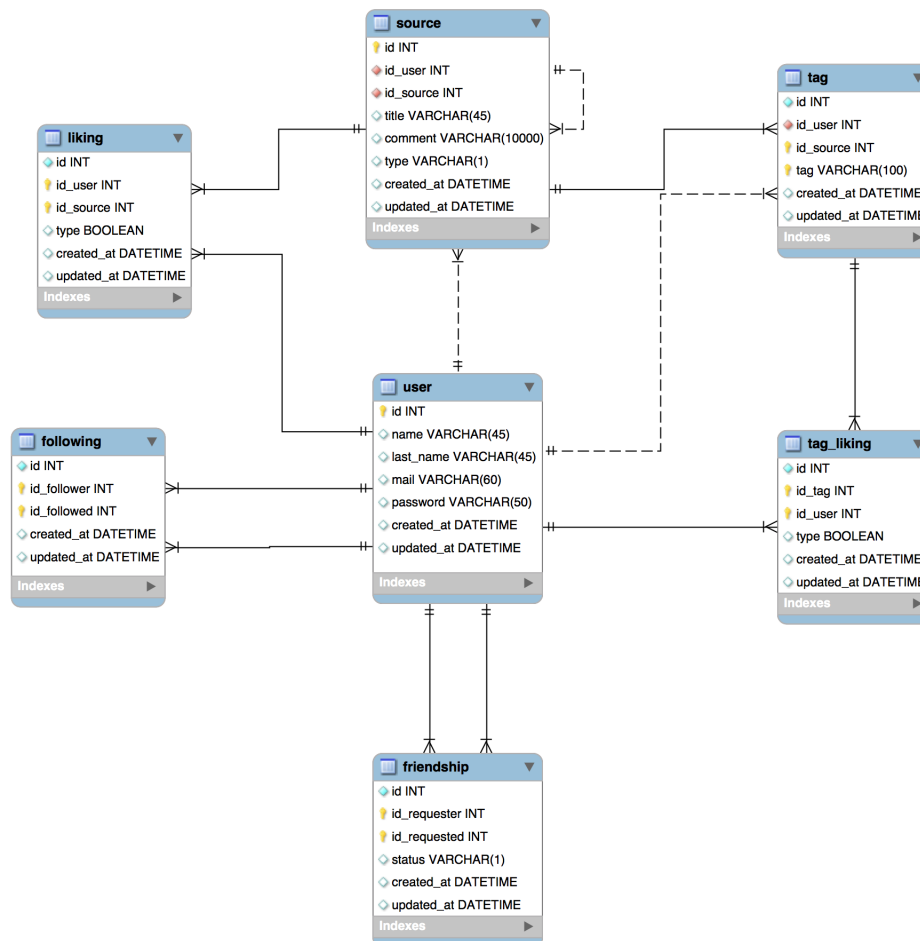 source
id INT
id_user INT
id_source INT
title VARCHAR(45)
comment VARCHAR(10000)
type VARCHAR(1)
created_at DATETIME
updated_at DATETIME
Indexes
tag
id INT
id_user INT
id_source INT
tag VARCHAR(100)
created_at DATETIME
updated_at DATETIME
Indexes
liking
id INT
id_user INT
id_source INT
type BOOLEAN
created_at DATETIME
updated_at DATETIME
Indexes
user
id INT
name VARCHAR(45)
last_name VARCHAR(45)
mail VARCHAR(60)
password VARCHAR(50)
created_at DATETIME
updated_at DATETIME
Indexes
following
id INT
id_follower INT
id_followed INT
created_at DATETIME
updated_at DATETIME
Indexes
tag_liking
id INT
id_tag INT
id_user INT
type BOOLEAN
created_at DATETIME
updated_at DATETIME
Indexes
friendship
id INT
id_requester INT
id_requested INT
status VARCHAR(1)
created_at DATETIME
updated_at DATETIME
Indexes